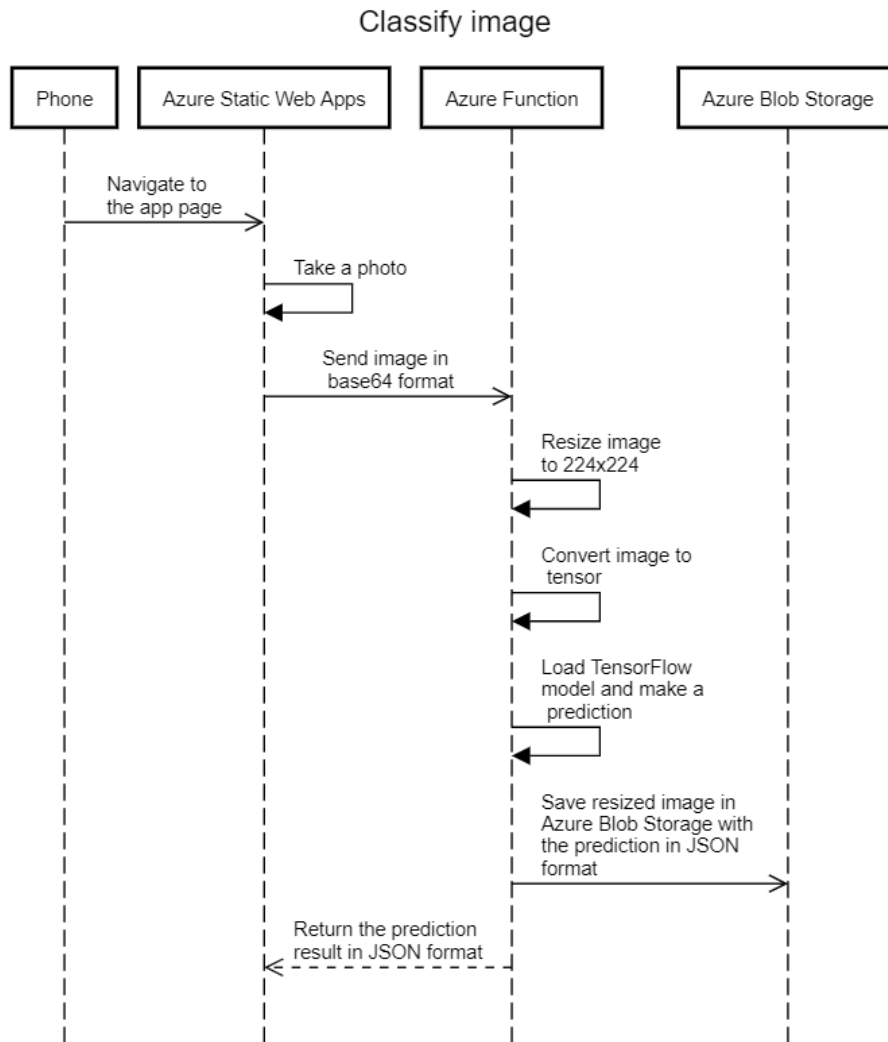 Classify image
Phone
Azure Static Web Apps
Azure Function
Azure Blob Storage
Navigate to
the app page
Take a photo
Send image in
base64 format
Resize image
to 224x224
Convert image to
tensor
Load TensorFlow
model and make a
prediction
Save resized image in
Azure Blob Storage with
the prediction in JSON
format
Return the prediction
result in JSON format